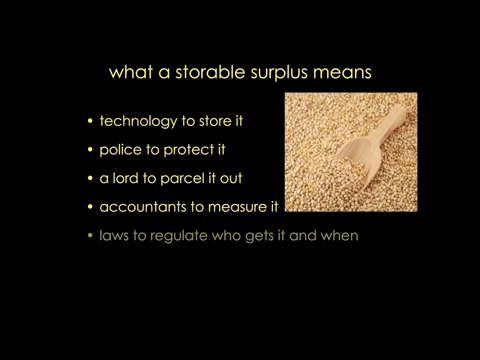 what a storable surplus means
• technology to store it
• police to protect it
• a lord to parcel it out
• accountants to measure it
• laws to regulate who gets it and when